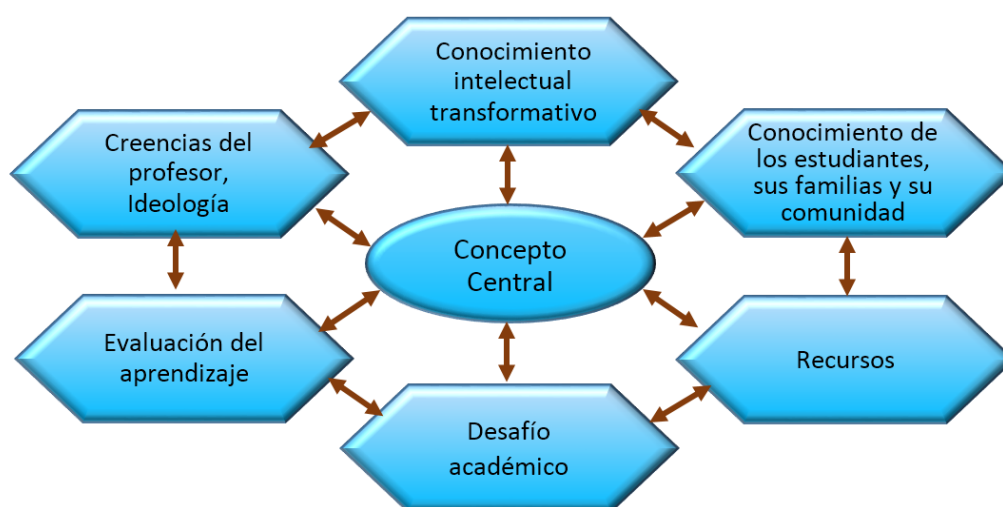 Conocimiento
intelectual
transformativo
Creencias del
profesor,
Ideología
Conocimiento de
los estudiantes,
sus familias y su
comunidad
Concepto
Central
Evaluación del
aprendizaje
Recursos
Desafío
académico